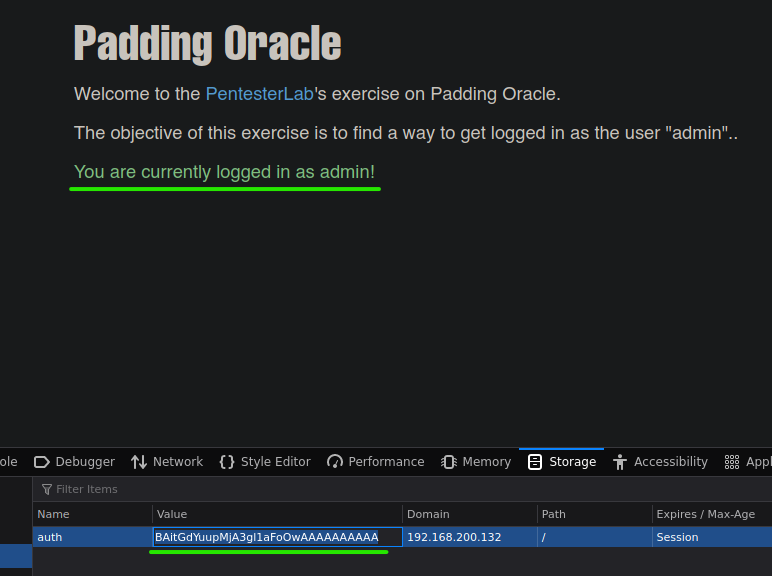 Padding Oracle
Welcome to the PentesterLab's exercise on Padding Oracle.
The objective of this exercise is to find a way to get logged in as the user "admin"..
You are currently logged in as admin!
ole Debugger Network Style Editor Performance Memory Storage Accessibility Appl
Filter Items
Name Value Domain Path Expires / Max-Age
auth BAitGdYuupMjA3gl1aFoOwAAAAAAAAAA 192.168.200.132 / Session